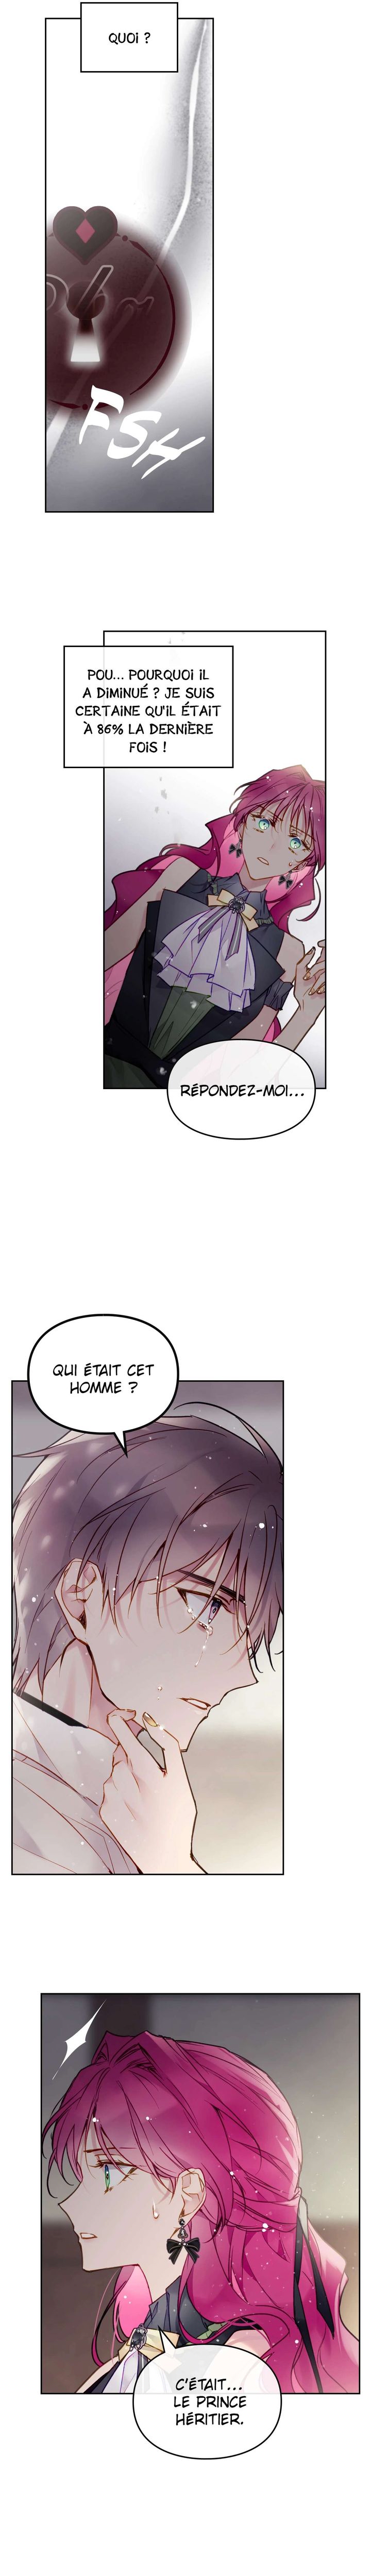 QUOI ?
FSH
POU... POURQUOI IL
A DIMINUÉ ? JE SUIS
CERTAINE QU'IL ÉTAIT
À 86% LA DERNIÈRE
FOIS !
RÉPONDEZ-MOI...
QUI ÉTAIT CET
HOMME ?
C'ÉTAIT...
LE PRINCE
HÉRITIER.